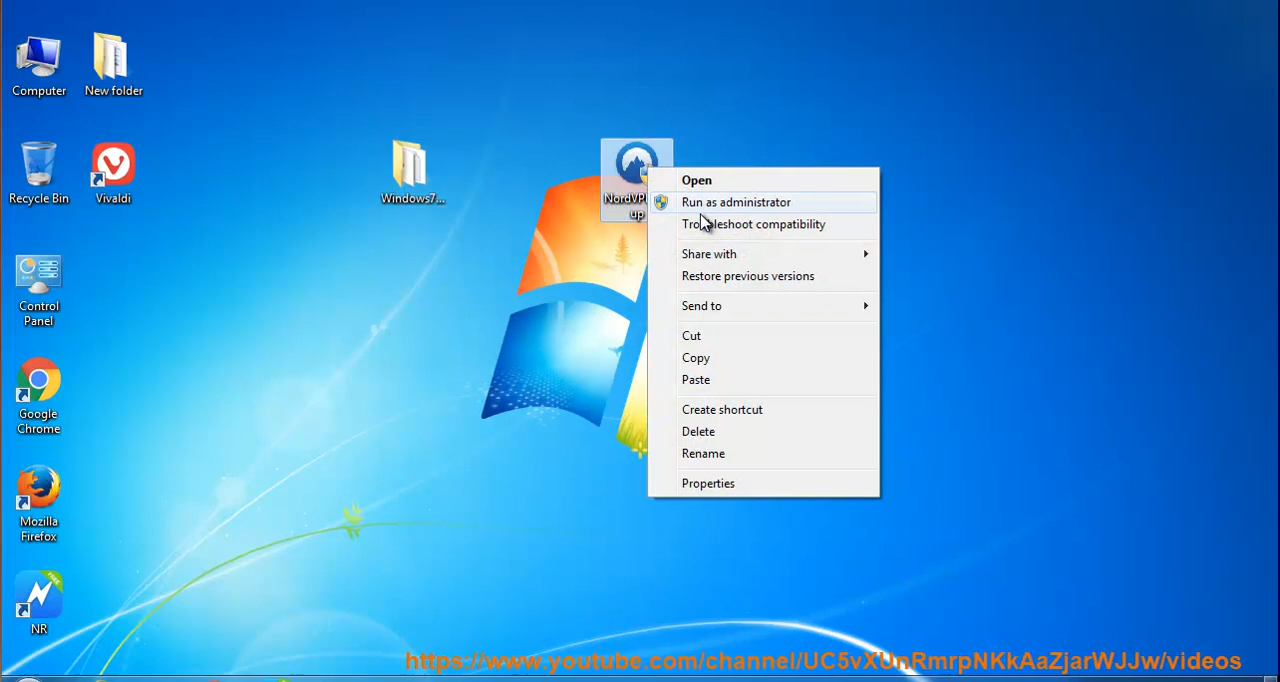 Computer
New folder
Recycle Bin
Vivaldi
Windows7...
up
Control
Panel
Google
Chrome
Mozilla
Firefox
NR
Open
Run as administrator
Troubleshoot compatibility
Share with
Restore previous versions
Send to
Cut
Copy
Paste
Create shortcut
Delete
Rename
Properties
https://www.youtube.com/channel/UC5vXUnRmrpNKkAaZjarWJJw/videos